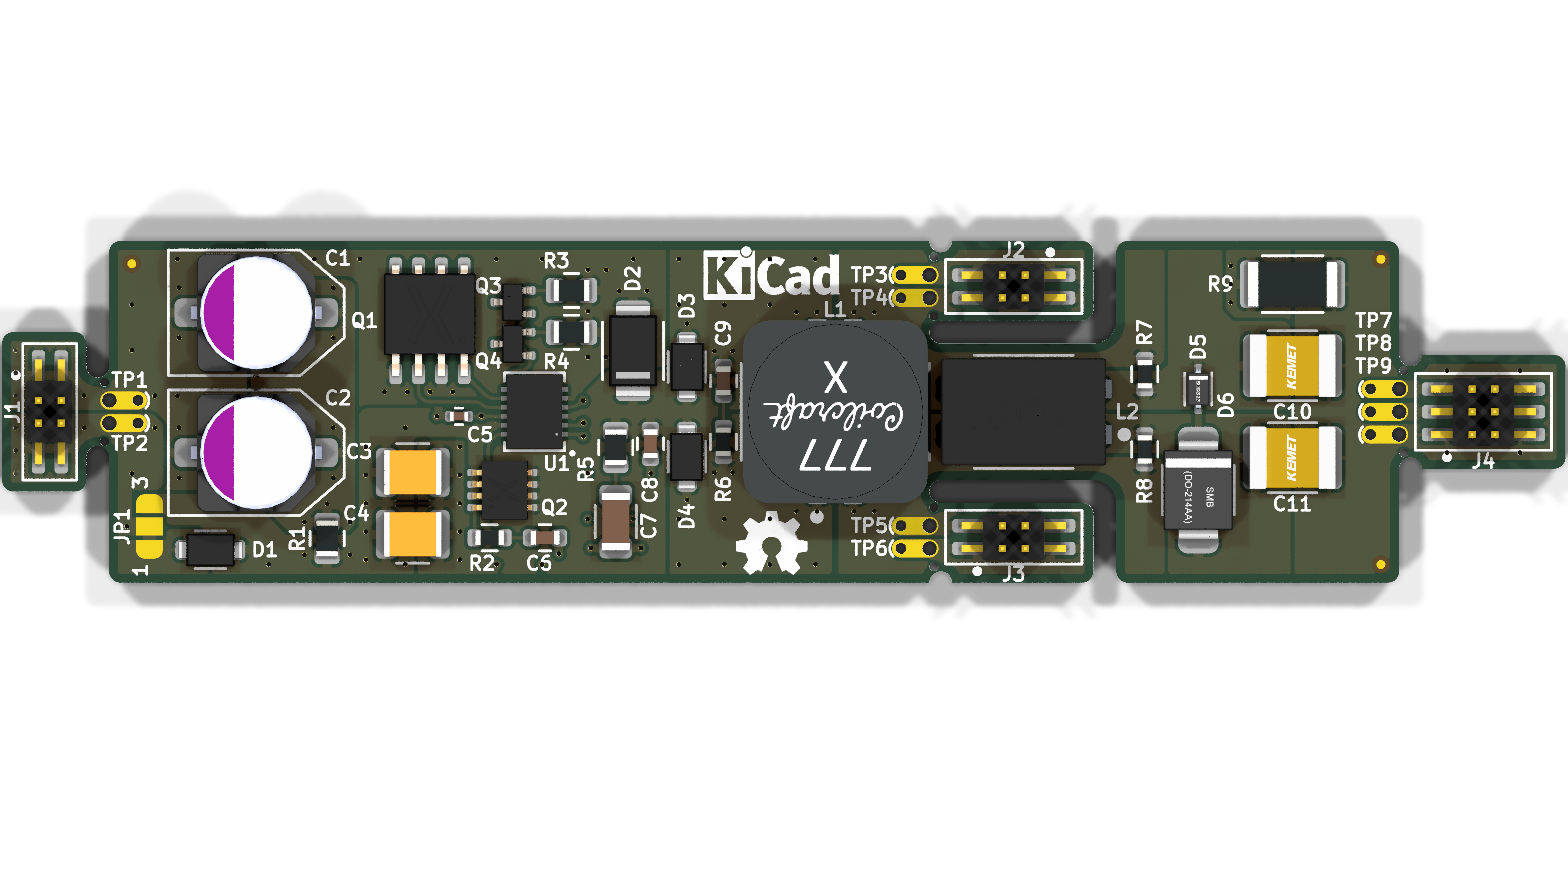 C1
R3
D2
KiCad
TP3
J2
TP4
L1
Q3
D3
R9
C9
Q1
TP7
R7
TP8
D5
Q4
R4
TP9
J1
TP1
X
C2
D6
C10
Coilcraft
L2
TP2
C5
C3
777
U1
R5
J4
3
C8
R6
R8
SMB
(DO-214AA)
KEMET
KEMET
C11
C4
Q2
C7
D4
JP1
R1
D1
TP5
R2
C6
TP6
1
J3